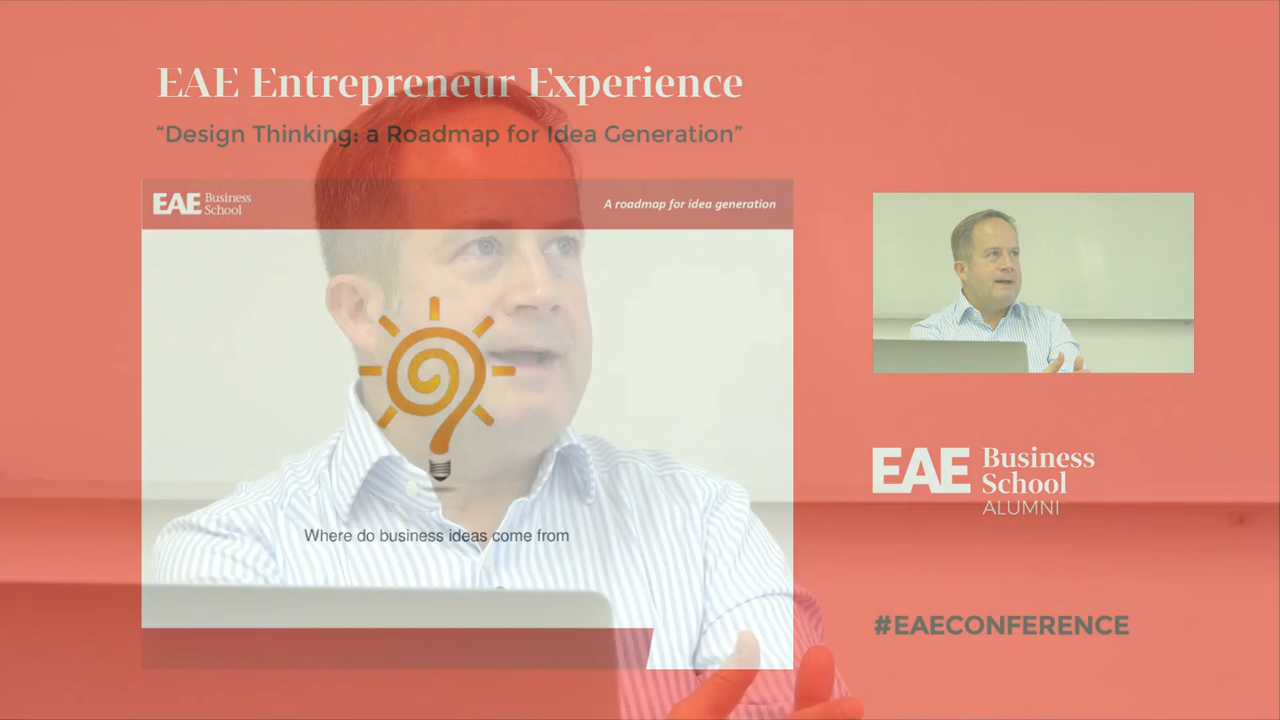 EAE Entrepreneur Experience
“Design Thinking: a Roadmap for Idea Generation”
EAE Business School
A roadmap for idea generation
Where do business ideas come from
EAE Business School
ALUMNI
#EAECONFERENCE